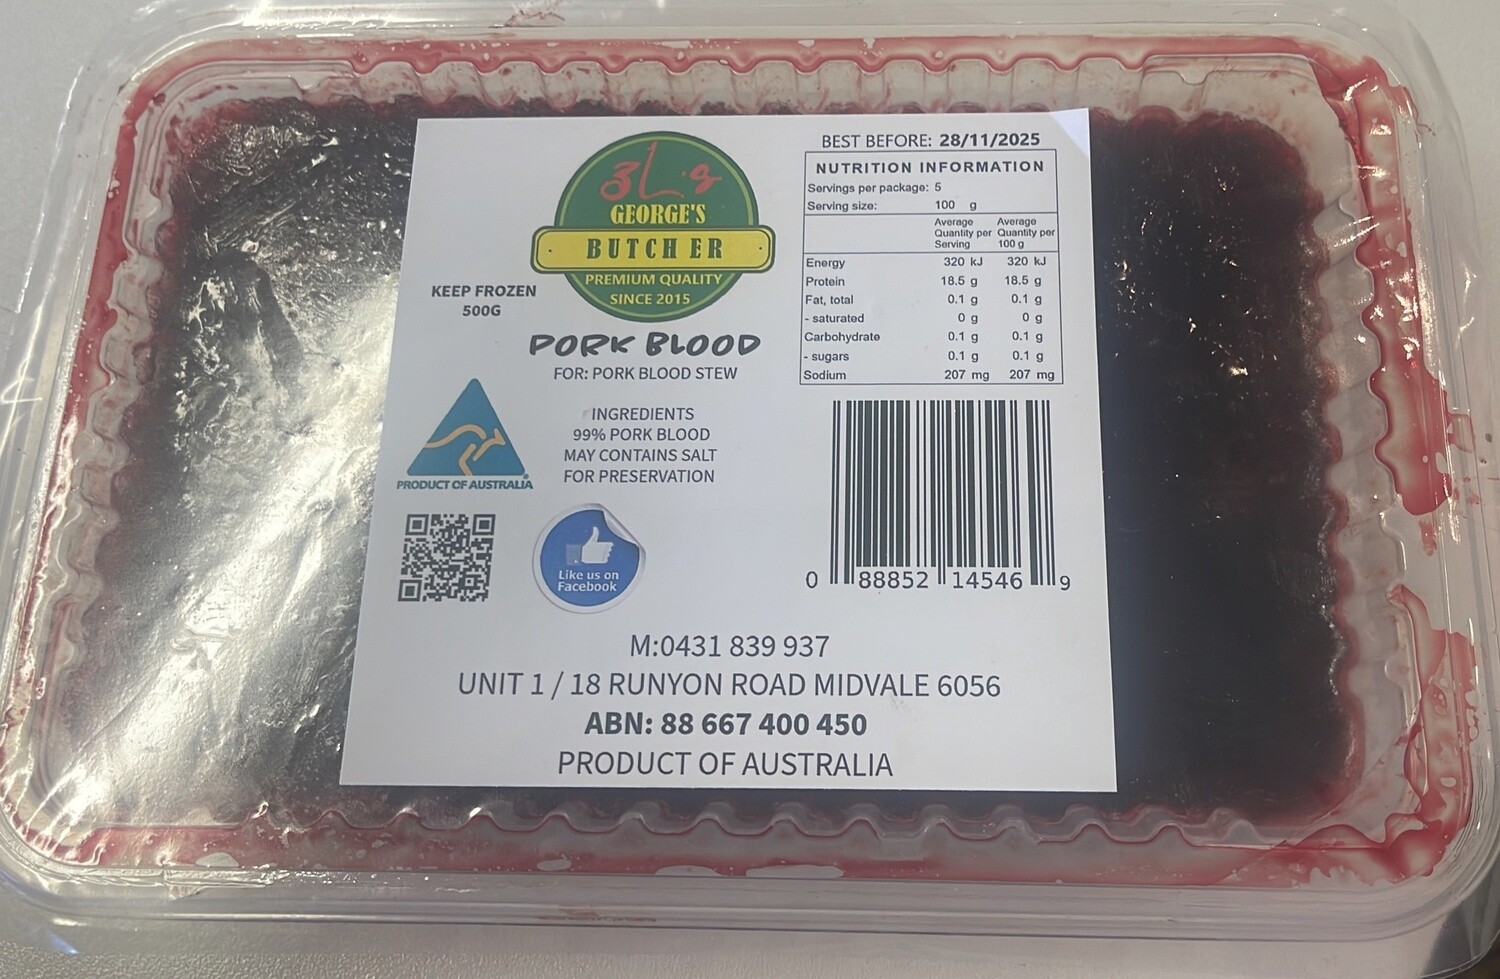 3L.g
GEORGE'S
BUTCHER
PREMIUM QUALITY
SINCE 2015
KEEP FROZEN
500G
PORK BLOOD
FOR: PORK BLOOD STEW
PRODUCT OF AUSTRALIA
INGREDIENTS
99% PORK BLOOD
MAY CONTAINS SALT
FOR PRESERVATION
Like us on
Facebook
BEST BEFORE: 28/11/2025
NUTRITION INFORMATION
Servings per package: 5
Serving size: 100 g
Average Quantity per Serving Average Quantity per 100 g
Energy 320 kJ 320 kJ
Protein 18.5 g 18.5 g
Fat, total 0.1 g 0.1 g
- saturated 0 g 0 g
Carbohydrate 0.1 g 0.1 g
- sugars 0.1 g 0.1 g
Sodium 207 mg 207 mg
0 88852 14546 9
M:0431 839 937
UNIT 1 / 18 RUNYON ROAD MIDVALE 6056
ABN: 88 667 400 450
PRODUCT OF AUSTRALIA